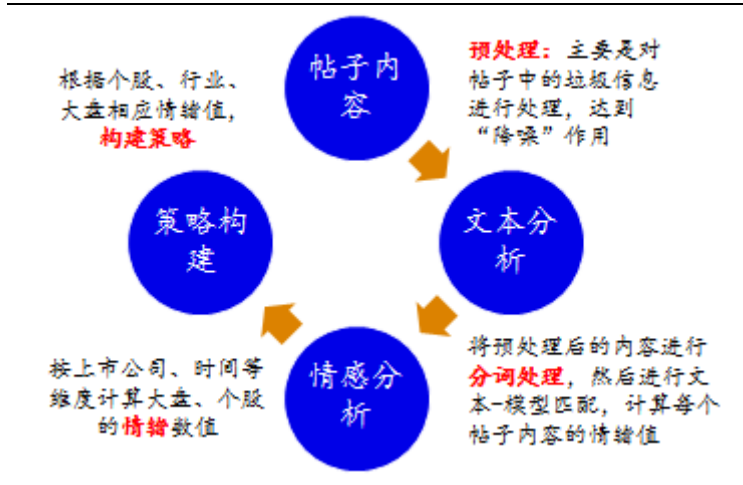 帖子内
容
预处理：主要是对
帖子中的垃圾信息
进行处理，达到
“降噪”作用
文本分
析
将预处理后的内容进行
分词处理，然后进行文
本-模型匹配，计算每个
帖子内容的情绪值
情感分
析
按上市公司、时间等
维度计算大盘、个股
的情绪数值
策略构
建
根据个股、行业、
大盘相应情绪值，
构建策略